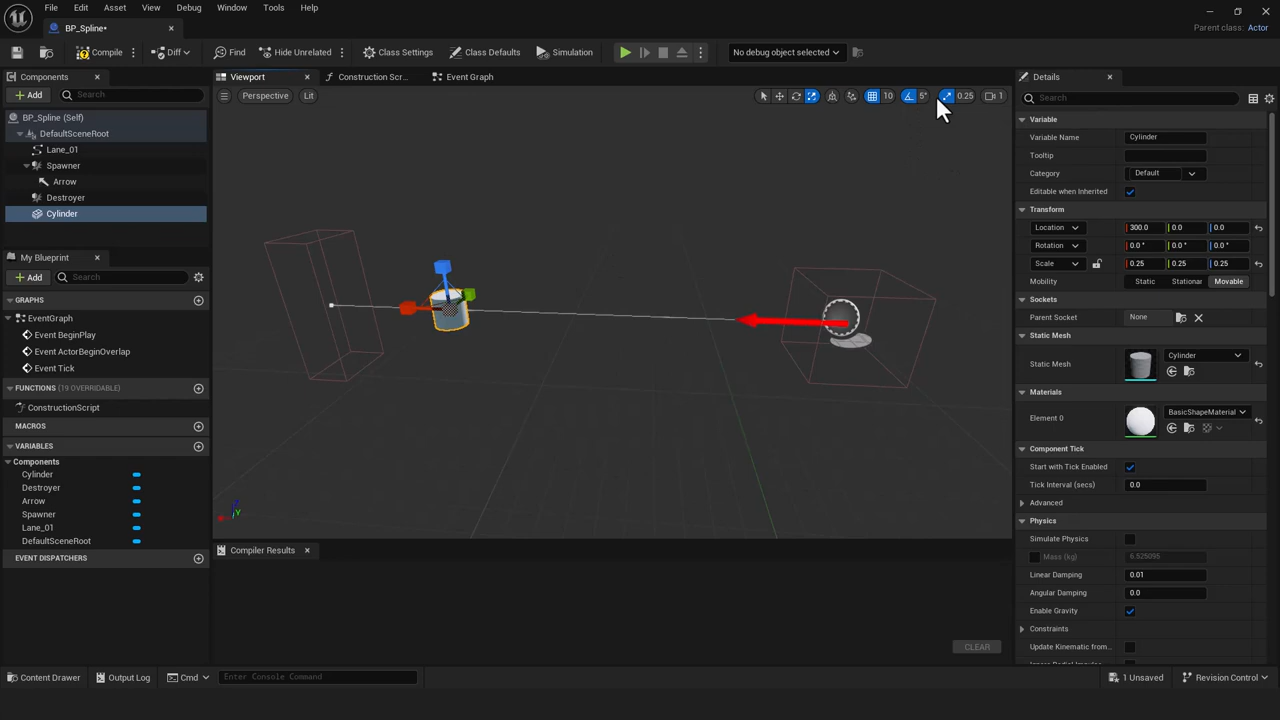 File Edit Asset View Debug Window Tools Help
BP_Spline*
Parent class: Actor
Compile Diff Find Hide Unrelated Class Settings Class Defaults Simulation No debug object selected
Components
Add Search
BP_Spline (Self)
DefaultSceneRoot
Lane_01
Spawner
Arrow
Destroyer
Cylinder
My Blueprint
Add Search
GRAPHS
EventGraph
Event BeginPlay
Event ActorBeginOverlap
Event Tick
FUNCTIONS (19 OVERRIDABLE)
ConstructionScript
MACROS
VARIABLES
Components
Cylinder
Destroyer
Arrow
Spawner
Lane_01
DefaultSceneRoot
EVENT DISPATCHERS
Viewport Construction Scr... Event Graph
Perspective Lit 10 5° 0.25 1
Y
Compiler Results
CLEAR
Details
Search
Variable
Variable Name Cylinder
Tooltip
Category Default
Editable when Inherited
Transform
Location 300.0 0.0 0.0
Rotation 0.0 ° 0.0 ° 0.0 °
Scale 0.25 0.25 0.25
Mobility Static Stationar Movable
Sockets
Parent Socket None
Static Mesh
Static Mesh Cylinder
Materials
Element 0 BasicShapeMaterial
Component Tick
Start with Tick Enabled
Tick Interval (secs) 0.0
Advanced
Physics
Simulate Physics
Mass (kg) 6.525095
Linear Damping 0.01
Angular Damping 0.0
Enable Gravity
Constraints
Update Kinematic from...
Content Drawer Output Log Cmd Enter Console Command 1 Unsaved Revision Control